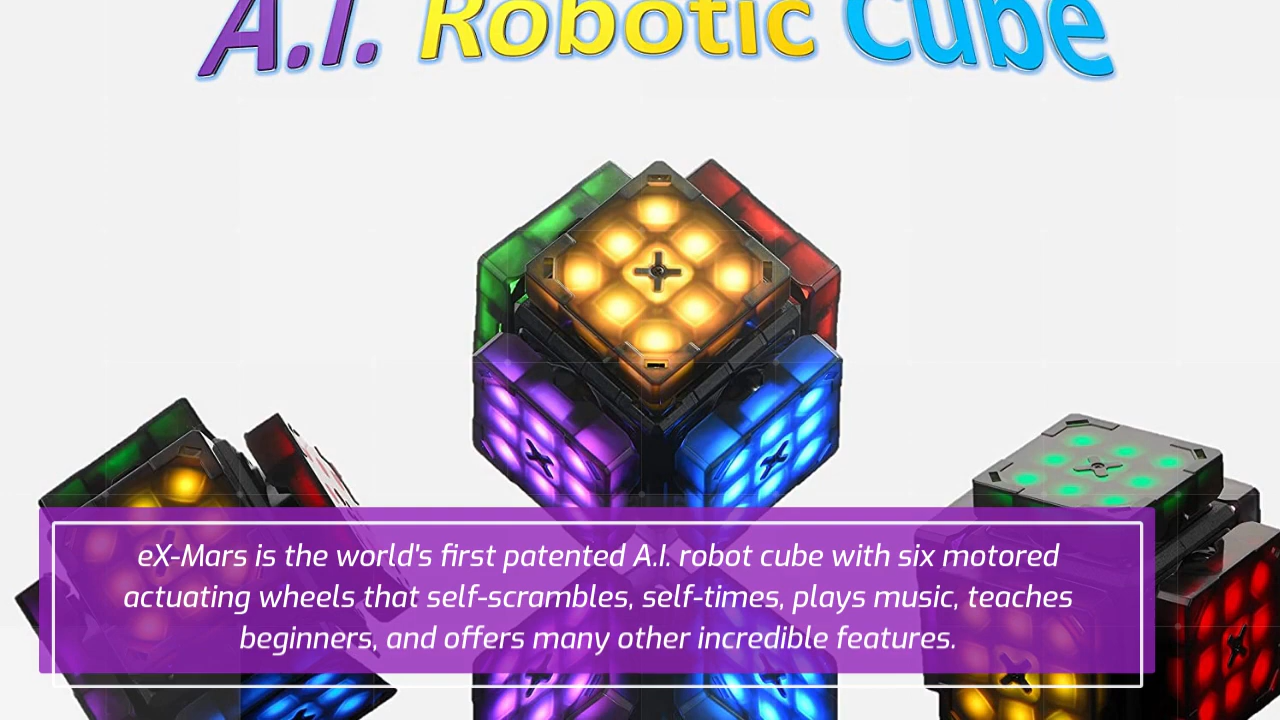 A.I. Robotic Cube
eX-Mars is the world's first patented A.I. robot cube with six motored
actuating wheels that self-scrambles, self-times, plays music, teaches
beginners, and offers many other incredible features.